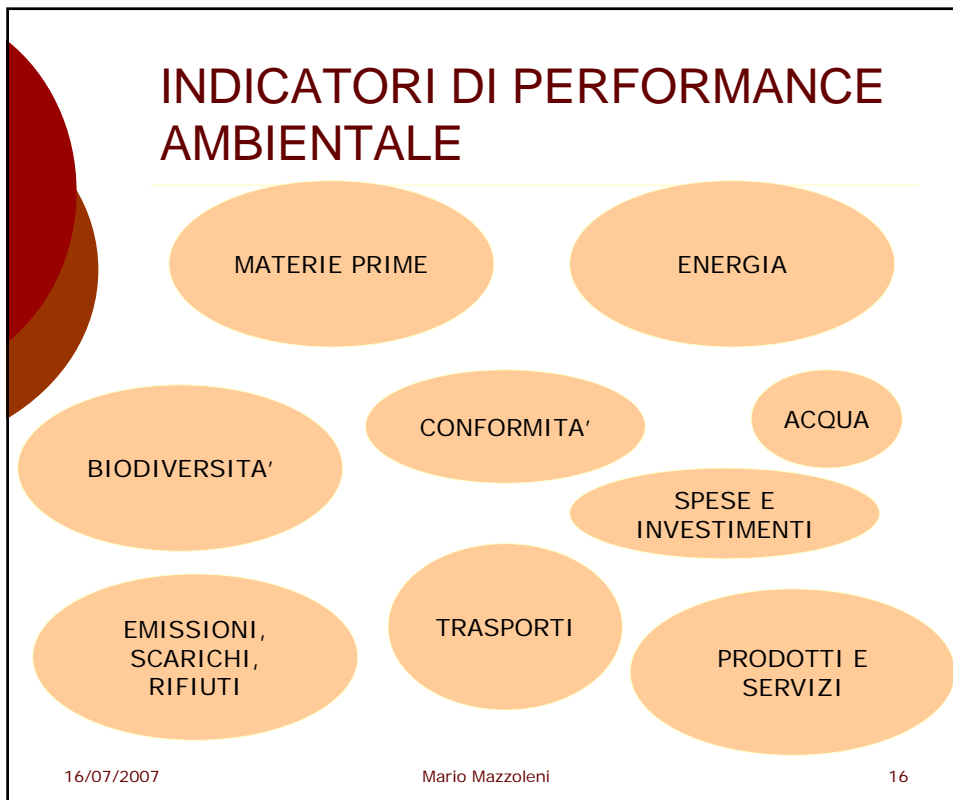 INDICATORI DI PERFORMANCE
AMBIENTALE
MATERIE PRIME
ENERGIA
BIODIVERSITA’
CONFORMITA’
ACQUA
SPESE E
INVESTIMENTI
EMISSIONI,
SCARICHI,
RIFIUTI
TRASPORTI
PRODOTTI E
SERVIZI
16/07/2007
Mario Mazzoleni
16